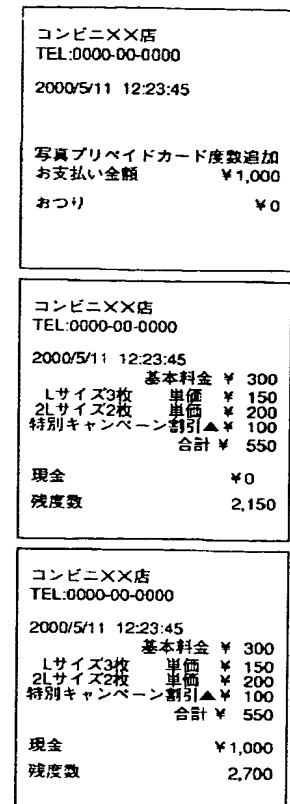 コンビニ××店
TEL:0000-00-0000
2000/5/11 12:23:45
写真プリペイドカード度数追加
お支払い金額 ¥1,000
おつり ¥0
コンビニ××店
TEL:0000-00-0000
2000/5/11 12:23:45
基本料金 ¥ 300
Lサイズ3枚 単価 ¥ 150
2Lサイズ2枚 単価 ¥ 200
特別キャンペーン割引▲¥ 100
合計 ¥ 550
現金 ¥0
残度数 2,150
コンビニ××店
TEL:0000-00-0000
2000/5/11 12:23:45
基本料金 ¥ 300
Lサイズ3枚 単価 ¥ 150
2Lサイズ2枚 単価 ¥ 200
特別キャンペーン割引▲¥ 100
合計 ¥ 550
現金 ¥1,000
残度数 2,700